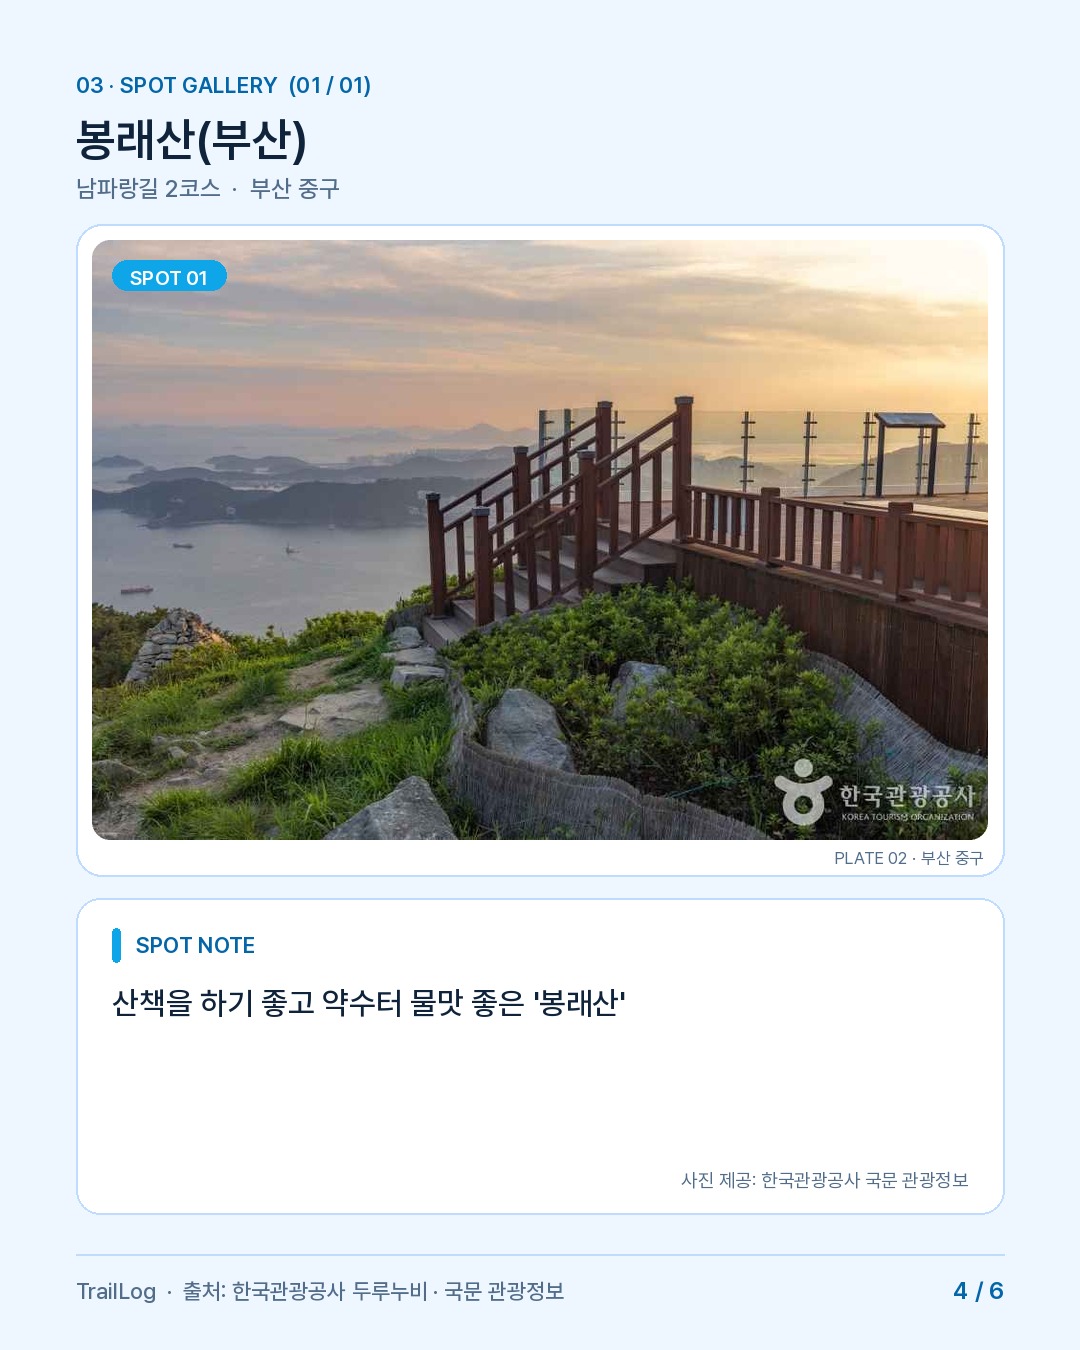 03 · SPOT GALLERY (01 / 01)
봉래산(부산)
남파랑길 2코스 · 부산 중구
SPOT 01
한국관광공사
KOREA TOURISM ORGANIZATION
PLATE 02 · 부산 중구
SPOT NOTE
산책을 하기 좋고 약수터 물맛 좋은 '봉래산'
사진 제공: 한국관광공사 국문 관광정보
TrailLog · 출처: 한국관광공사 두루누비 · 국문 관광정보
4 / 6